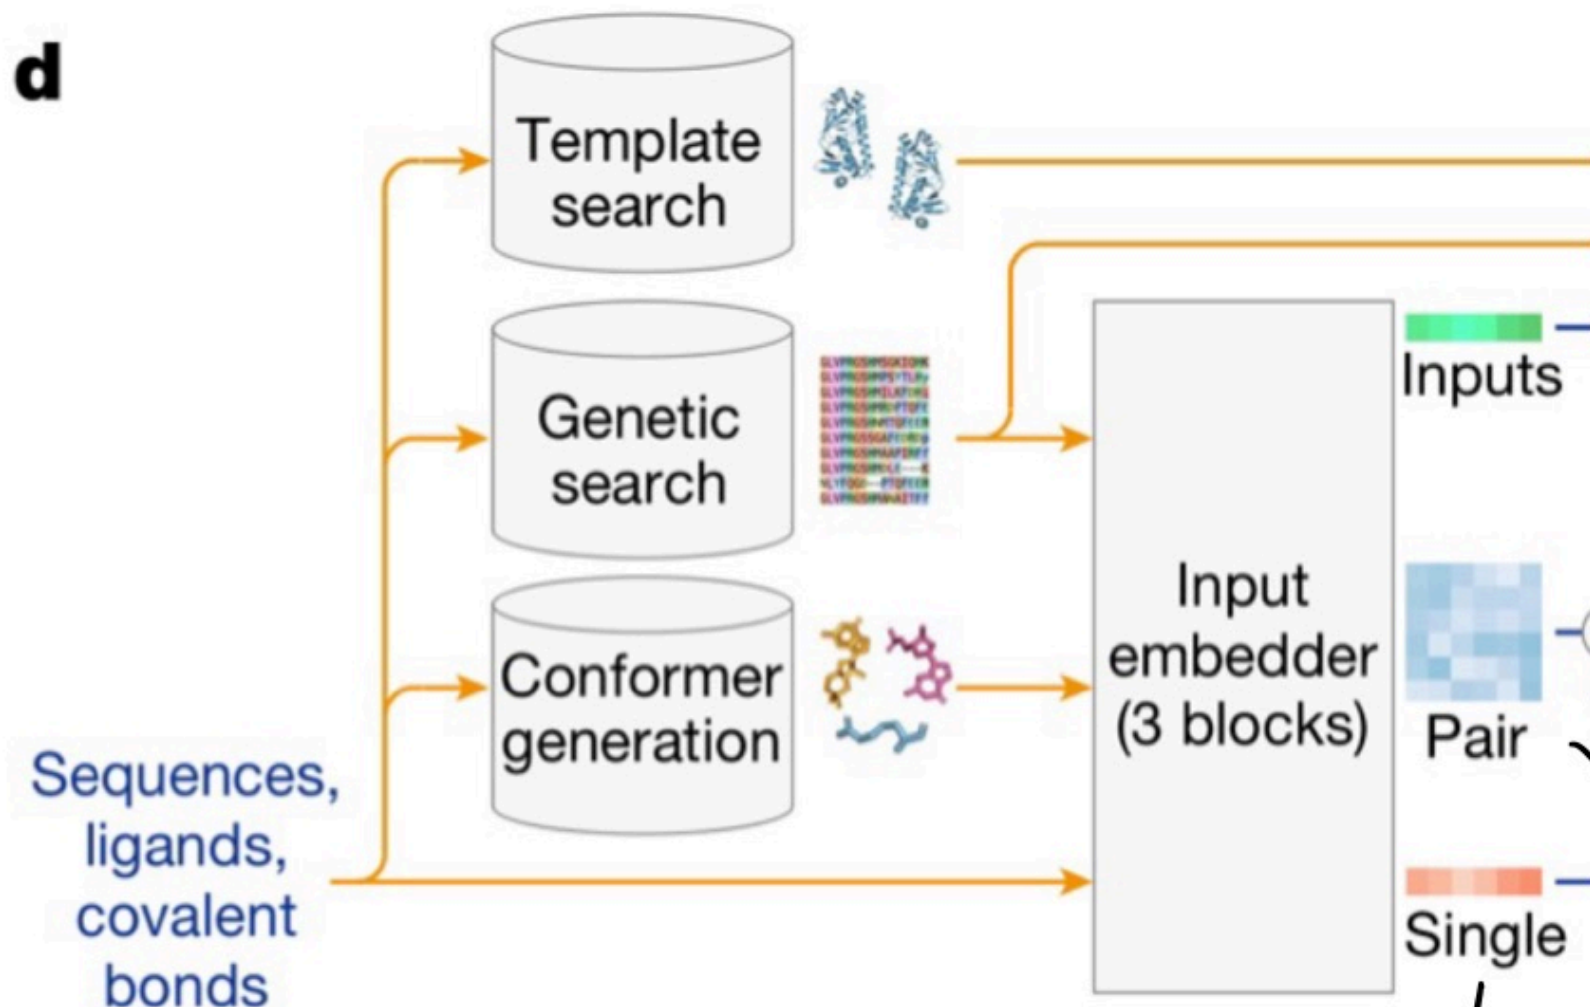 d
Template
search
Genetic
search
Conformer
generation
Sequences,
ligands,
covalent
bonds
Input
embedder
(3 blocks)
Inputs
Pair
Single